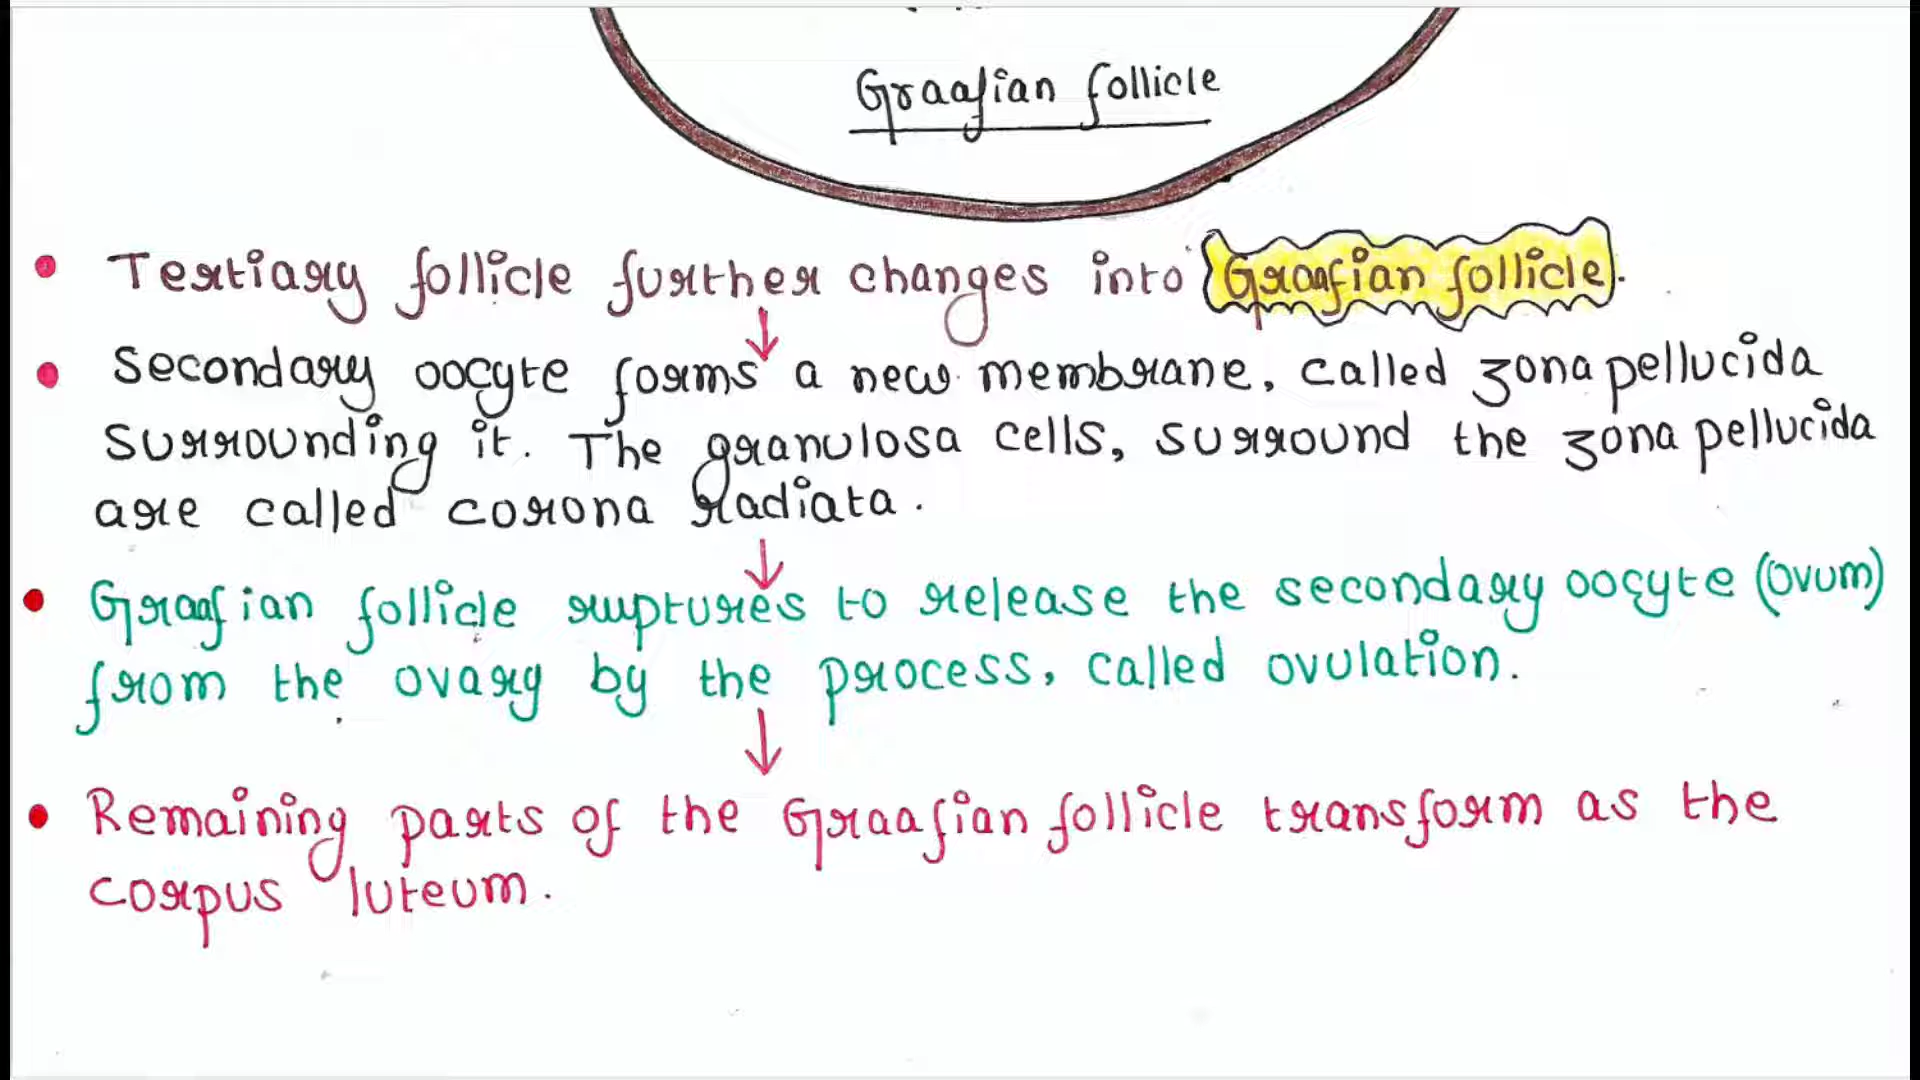 Graafian follicle
• Tertiary follicle further changes into Graafian follicle.
• Secondary oocyte forms a new membrane, called zona pellucida
surrounding it. The granulosa cells, surround the zona pellucida
are called corona radiata.
• Graafian follicle ruptures to release the secondary oocyte (ovum)
from the ovary by the process, called ovulation.
• Remaining parts of the Graafian follicle transform as the
corpus luteum.